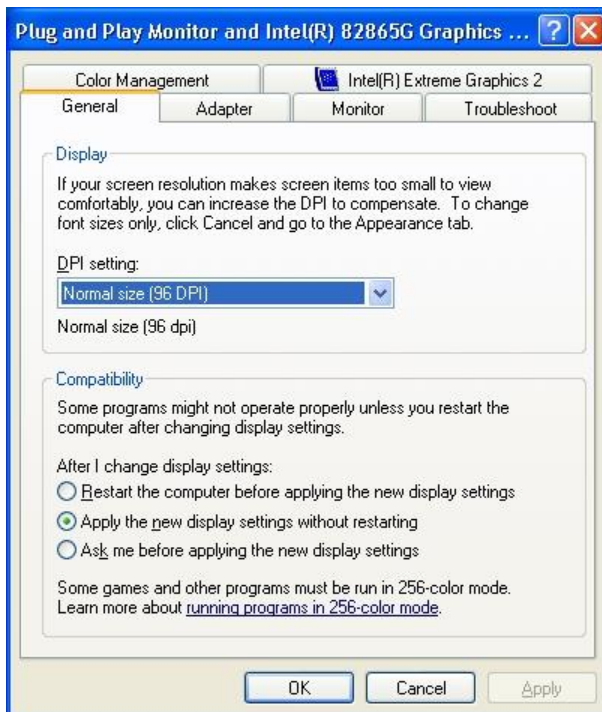 Plug and Play Monitor and Intel(R) 82865G Graphics ...
Color Management
Intel(R) Extreme Graphics 2
General
Adapter
Monitor
Troubleshoot
Display
If your screen resolution makes screen items too small to view
comfortably, you can increase the DPI to compensate. To change
font sizes only, click Cancel and go to the Appearance tab.
DPI setting:
Normal size (96 DPI)
Normal size (96 dpi)
Compatibility
Some programs might not operate properly unless you restart the
computer after changing display settings.
After I change display settings:
Restart the computer before applying the new display settings
Apply the new display settings without restarting
Ask me before applying the new display settings
Some games and other programs must be run in 256-color mode.
Learn more about running programs in 256-color mode.
OK
Cancel
Apply